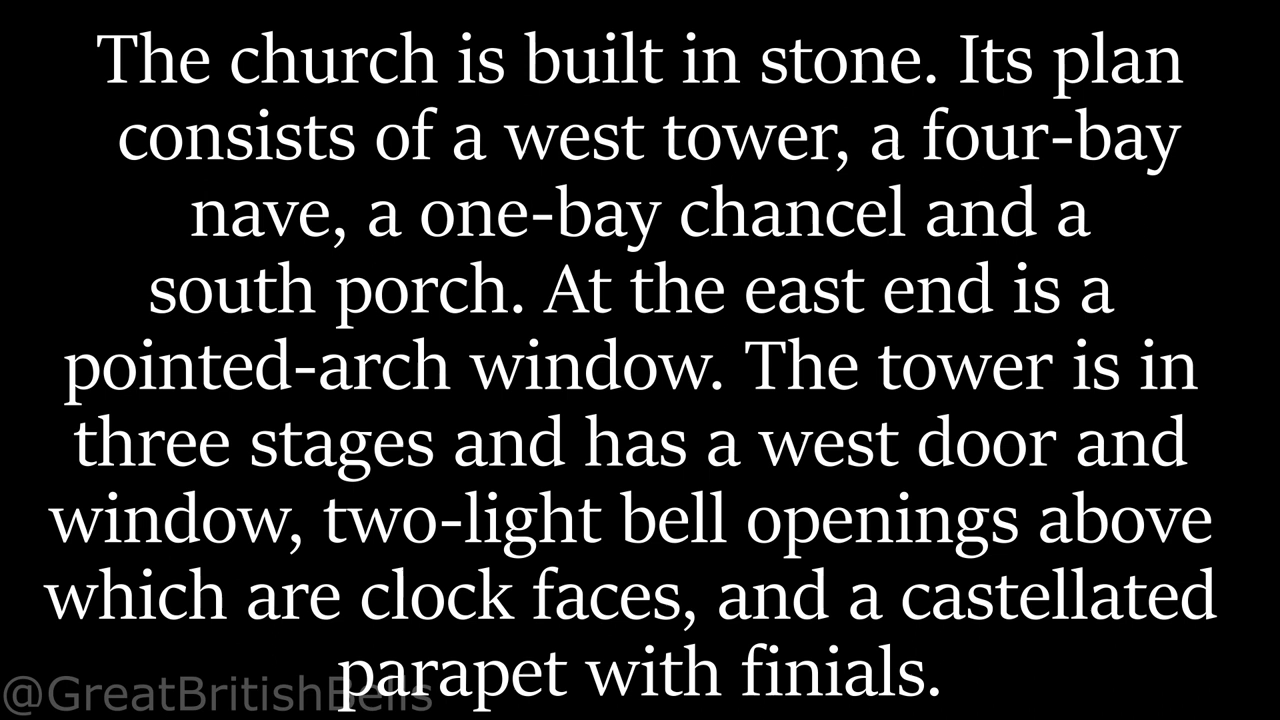 The church is built in stone. Its plan
consists of a west tower, a four-bay
nave, a one-bay chancel and a
south porch. At the east end is a
pointed-arch window. The tower is in
three stages and has a west door and
window, two-light bell openings above
which are clock faces, and a castellated
parapet with finials.
@GreatBritishBells